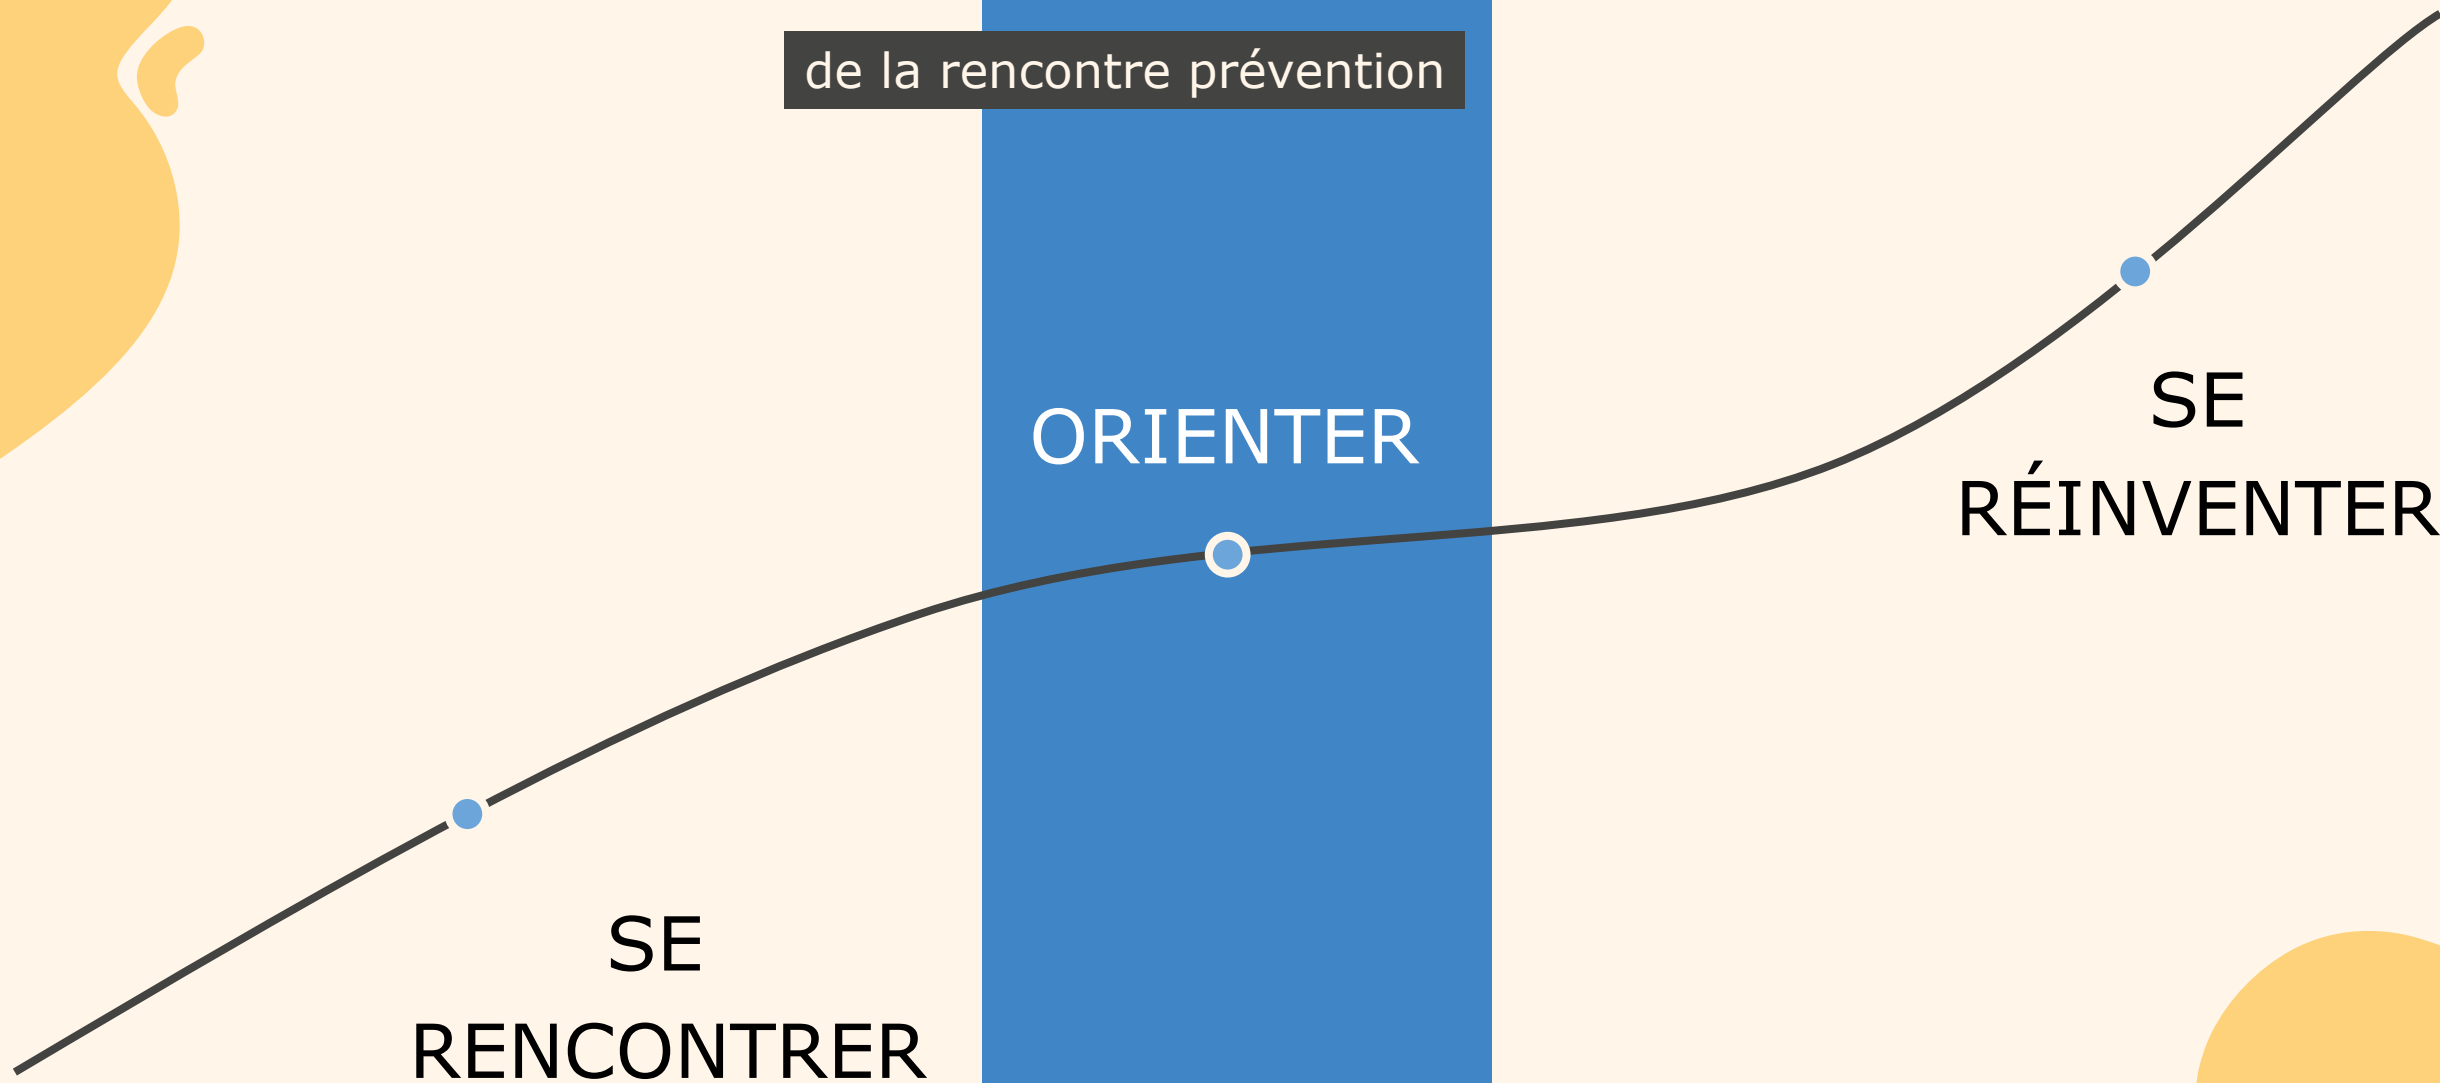 de la rencontre prévention
ORIENTER
SE
RÉINVENTER
SE
RENCONTRER